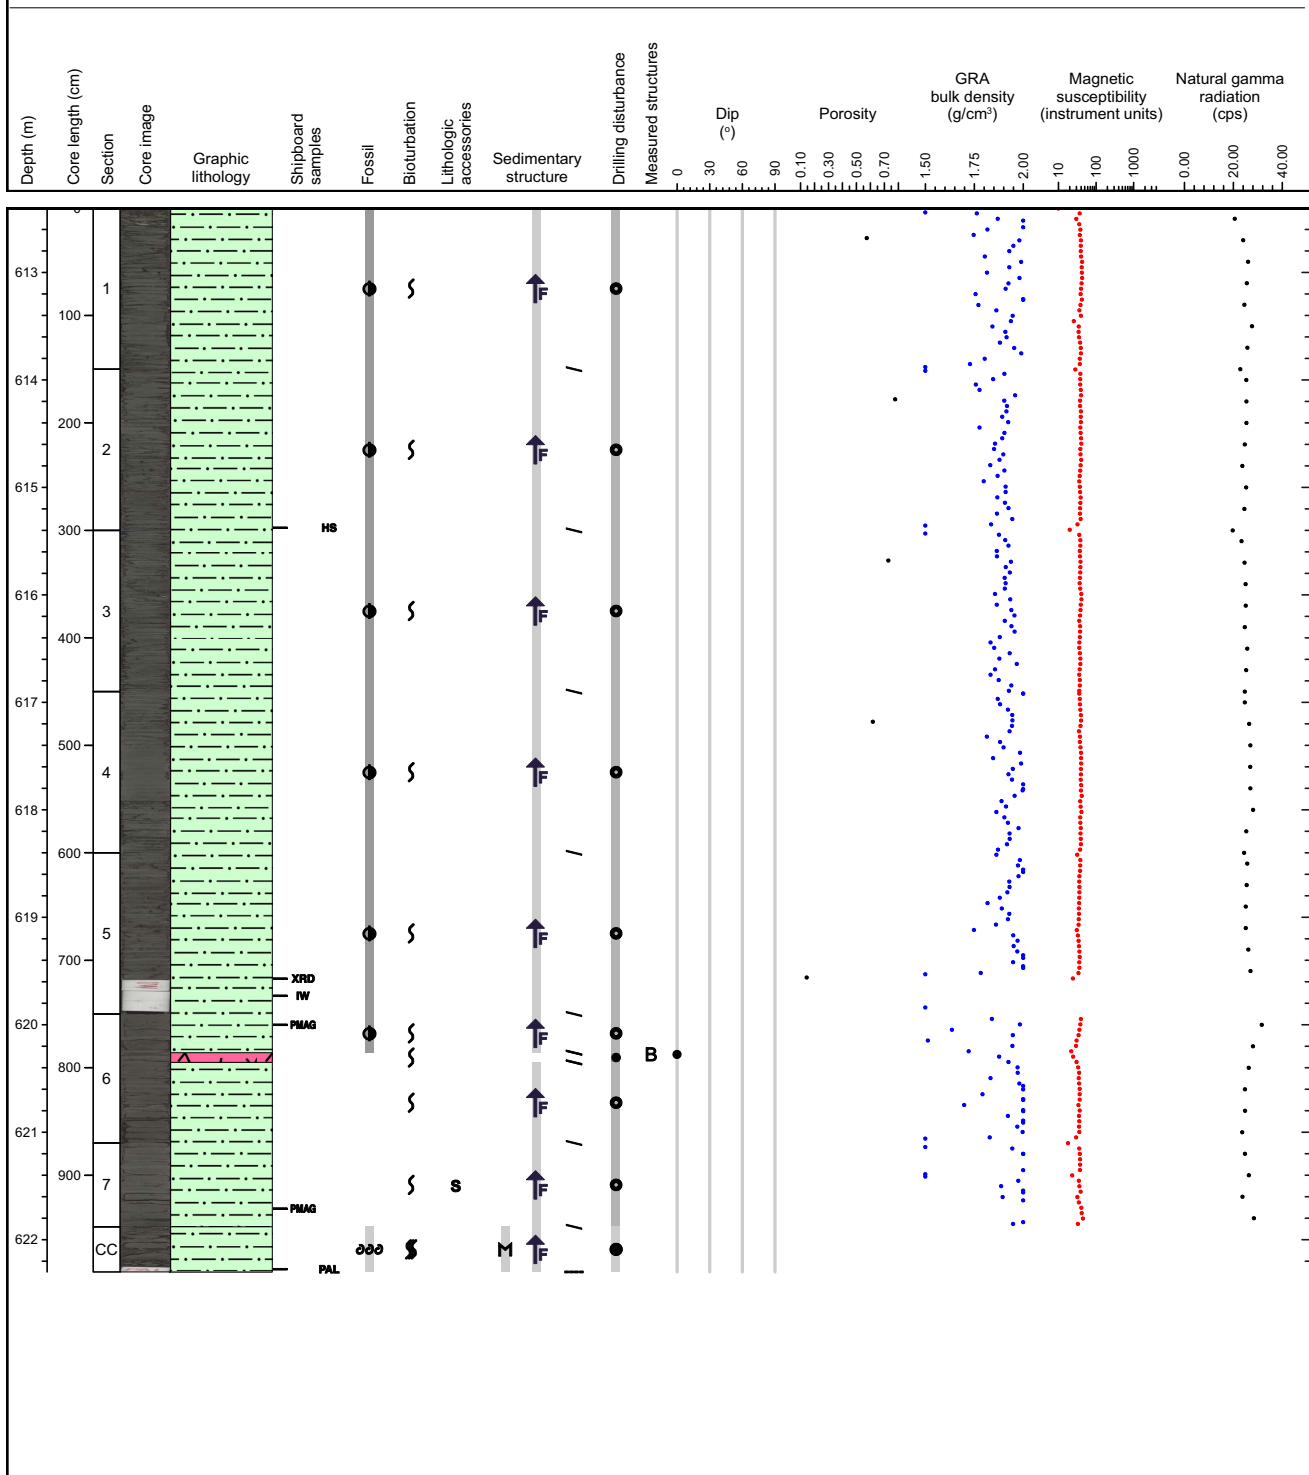 Depth (m)
Core length (cm)
Section
Core image
Graphic
lithology
Shipboard
samples
Fossil
Bioturbation
Lithologic
accessories
Sedimentary
structure
Drilling disturbance
Measured structures
Dip
(o)
Porosity
GRA
bulk density
(g/cm³)
Magnetic
susceptibility
(instrument units)
Natural gamma
radiation
(cps)
0 30 60 90
0.10 0.30 0.50 0.70
1.50 1.75 2.00
10 100 1000
0.00 20.00 40.00
613
1
F
100
614
200
2
F
615
HS
300
616
3
F
400
617
500
4
F
618
600
619
5
F
700
XRD
IW
620
PMAG
F
B
800
6
F
621
900
7
S
F
PMAG
622
CC
M
F
PAL